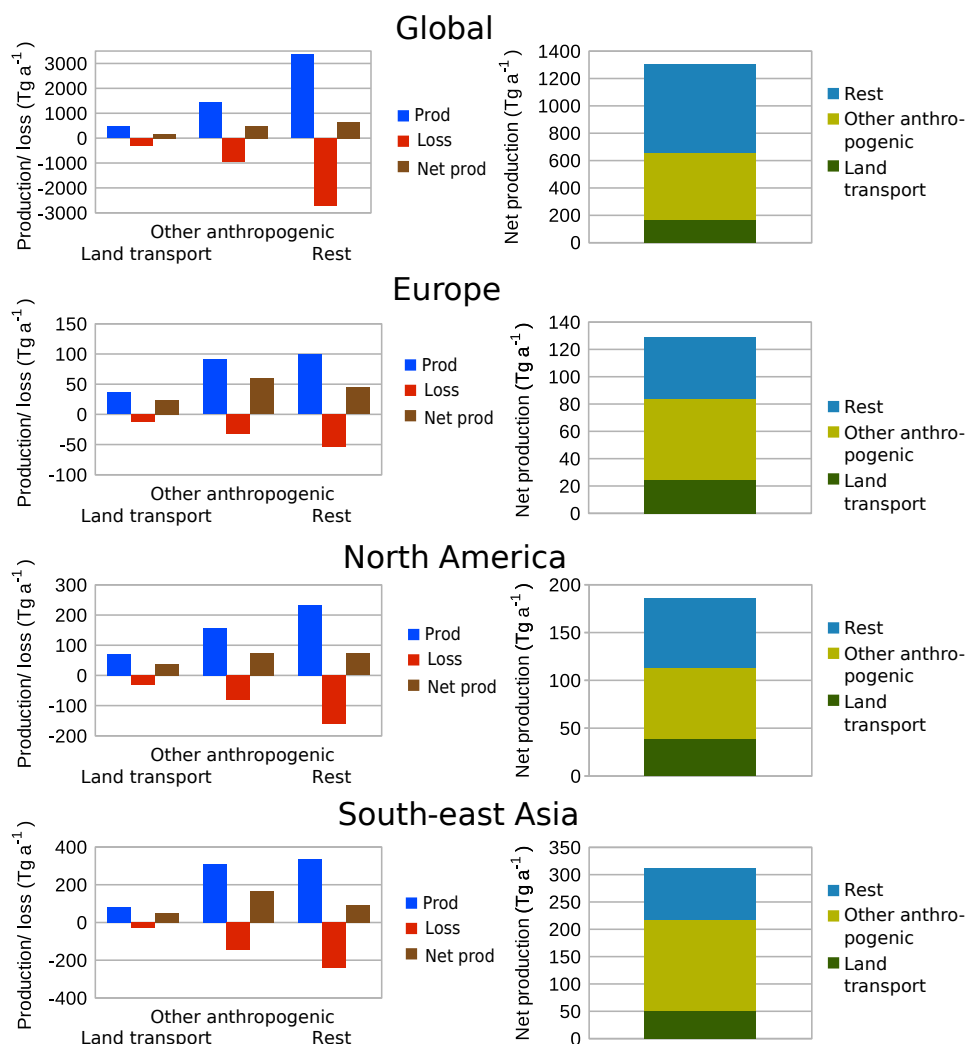 Global
Production/ loss (Tg a-1)
3000
2000
1000
0
-1000
-2000
-3000
Other anthropogenic
Land transport Rest
Prod
Loss
Net prod
Net production (Tg a-1)
1400
1200
1000
800
600
400
200
0
Rest
Other anthro-
pogenic
Land
transport
Europe
Production/ loss (Tg a-1)
150
100
50
0
-50
-100
Other anthropogenic
Land transport Rest
Prod
Loss
Net prod
Net production (Tg a-1)
140
120
100
80
60
40
20
0
Rest
Other anthro-
pogenic
Land
transport
North America
Production/ loss (Tg a-1)
300
200
100
0
-100
-200
Other anthropogenic
Land transport Rest
Prod
Loss
Net prod
Net production (Tg a-1)
200
150
100
50
0
Rest
Other anthro-
pogenic
Land
transport
South-east Asia
Production/ loss (Tg a-1)
400
200
0
-200
-400
Other anthropogenic
Land transport Rest
Prod
Loss
Net prod
Net production (Tg a-1)
350
300
250
200
150
100
50
0
Rest
Other anthro-
pogenic
Land
transport